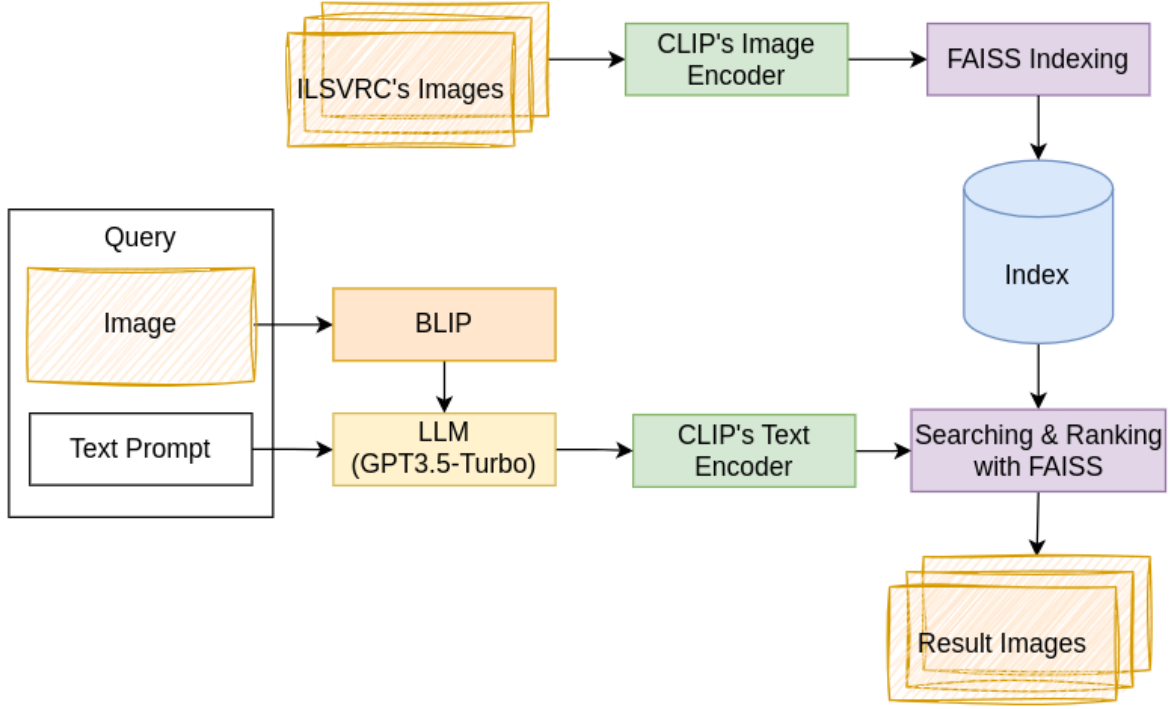 ILSVRC's Images
CLIP's Image
Encoder
FAISS Indexing
Index
Query
Image
BLIP
Text Prompt
LLM
(GPT3.5-Turbo)
CLIP's Text
Encoder
Searching & Ranking
with FAISS
Result Images